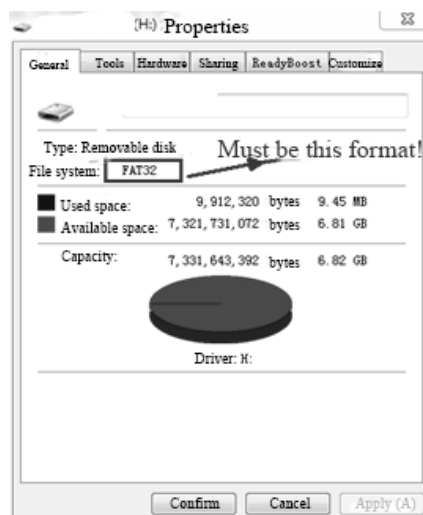 (H:) Properties
General Tools Hardware Sharing ReadyBoost Customize
Type: Removable disk Must be this format!
File system: FAT32
Used space: 9,912,320 bytes 9.45 MB
Available space: 7,321,731,072 bytes 6.81 GB
Capacity: 7,331,643,392 bytes 6.82 GB
Driver: H:
Confirm Cancel Apply (A)